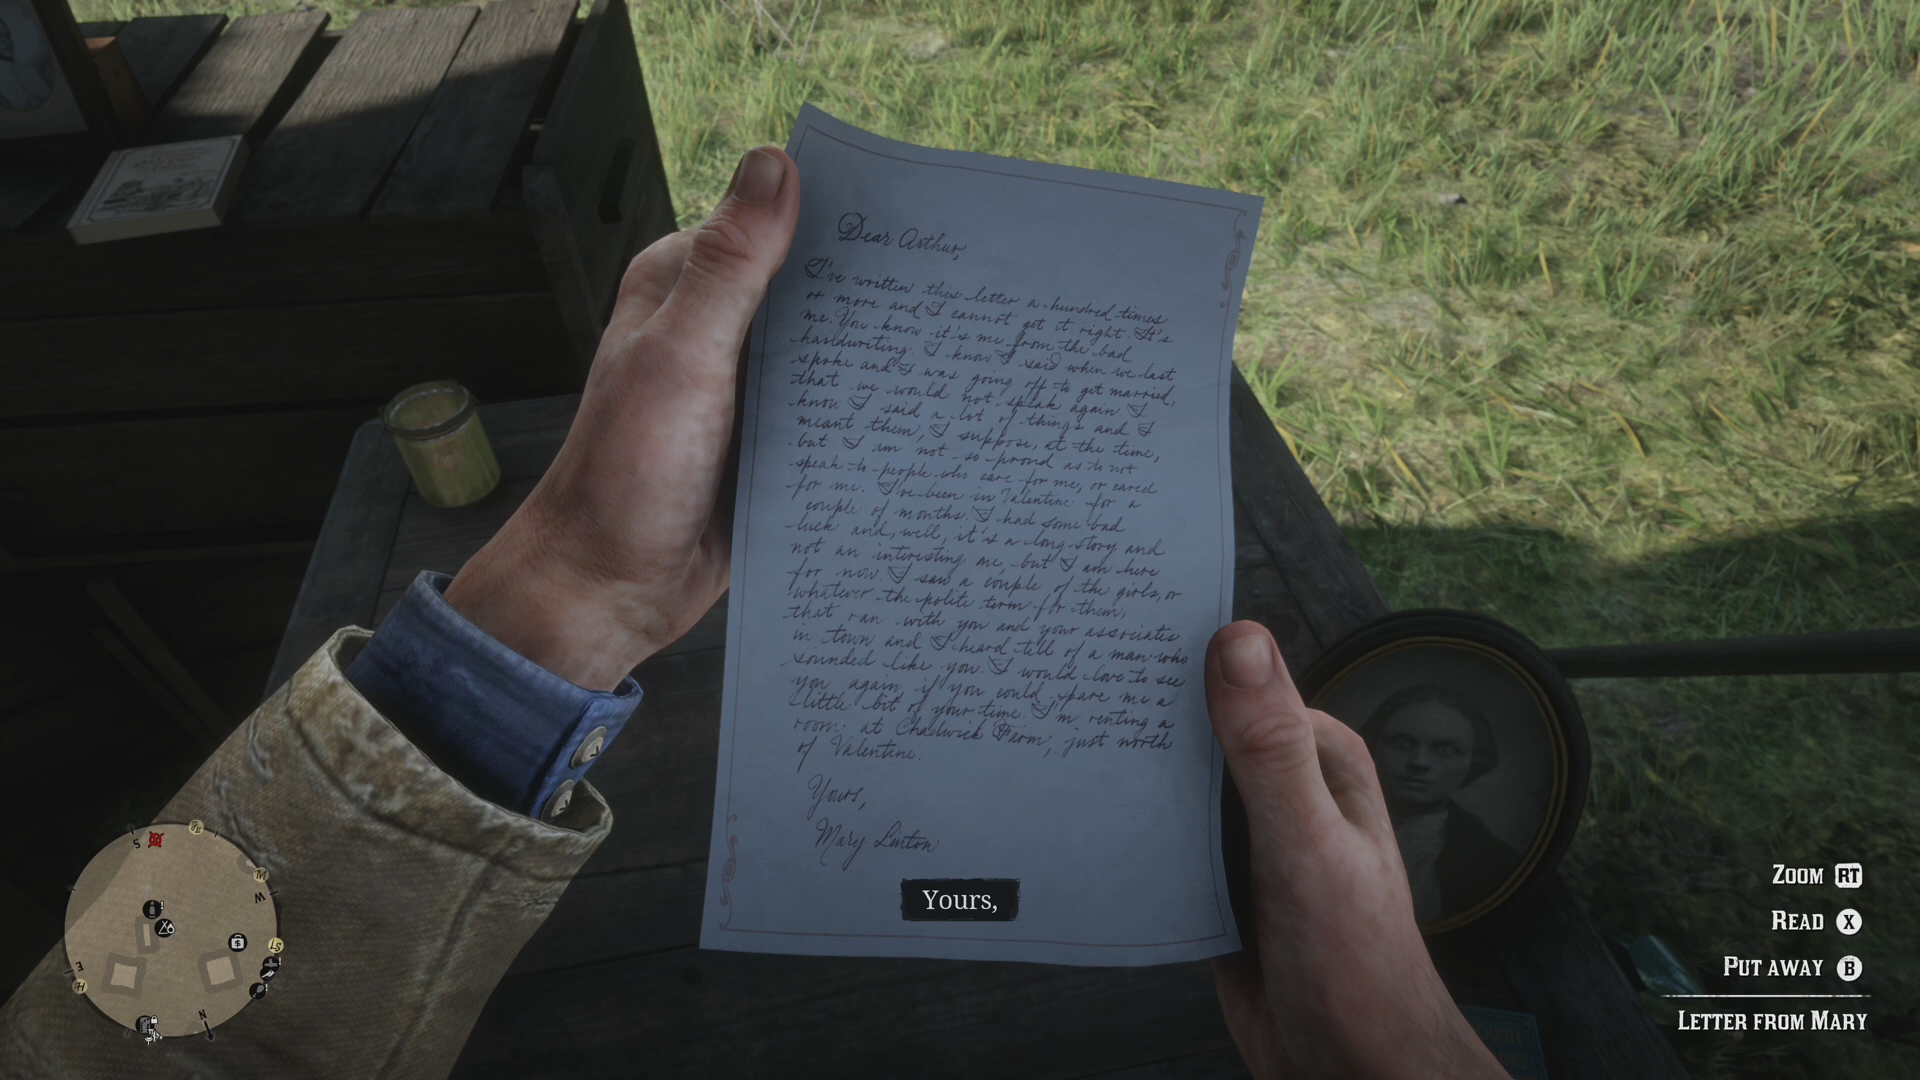 Dear Arthur,
I've written this letter a hundred times
or more and I cannot get it right. It's
me. You know it's me from the bad
handwriting. I know I said when we last
spoke and I was going off to get married,
that we would not speak again. I
know I said a lot of things and I
meant them, I suppose, at the time,
but I am not so proud as to not
speak to people who care for me, or cared
for me. I've been in Valentine for a
couple of months. I had some bad
luck and, well, it's a long story and
not an interesting one, but I am here
for now. I saw a couple of the girls, or
whatever the polite term for them,
that ran with you and your associates
in town and I heard tell of a man who
sounded like you. I would love to see
you again if you could spare me a
little bit of your time. I'm renting a
room at Chadwick Farm, just north
of Valentine.
Yours,
Mary Linton
Yours,
ZOOM RT
READ X
PUT AWAY B
LETTER FROM MARY
S
W
N
E
M
LS
H
$